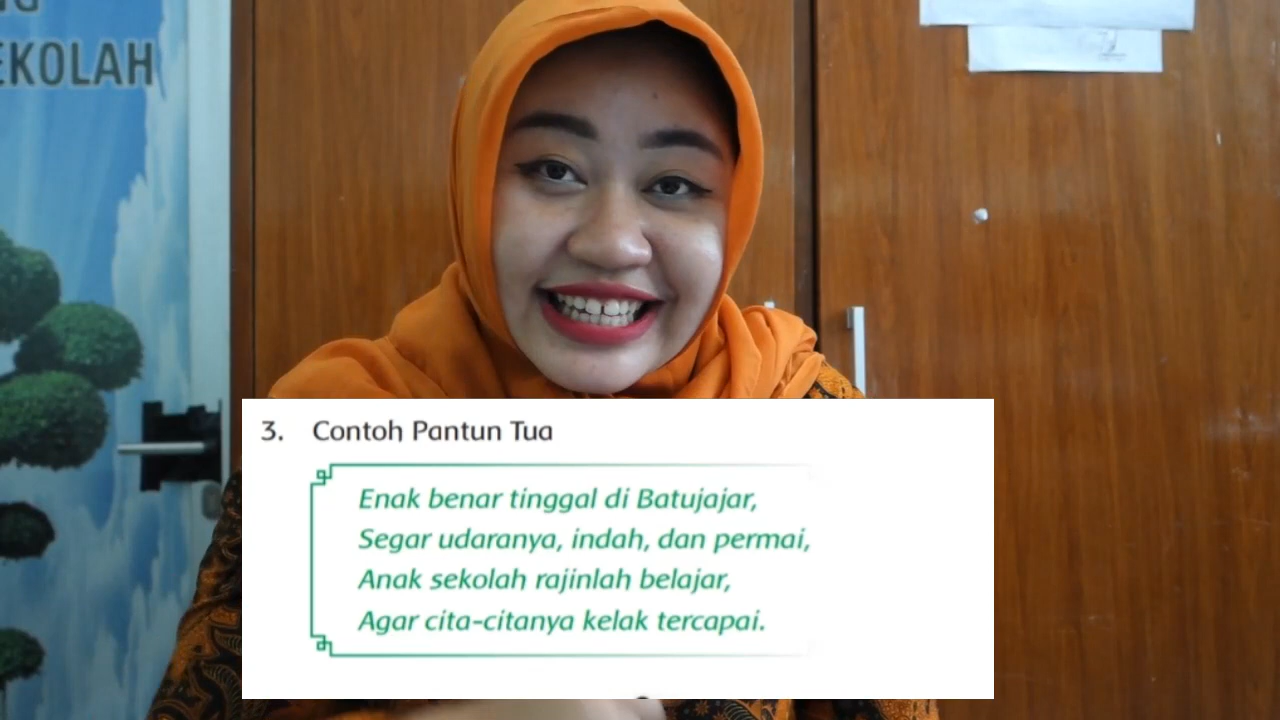 EKOLAH
3. Contoh Pantun Tua
Enak benar tinggal di Batujajar,
Segar udaranya, indah, dan permai,
Anak sekolah rajinlah belajar,
Agar cita-citanya kelak tercapai.